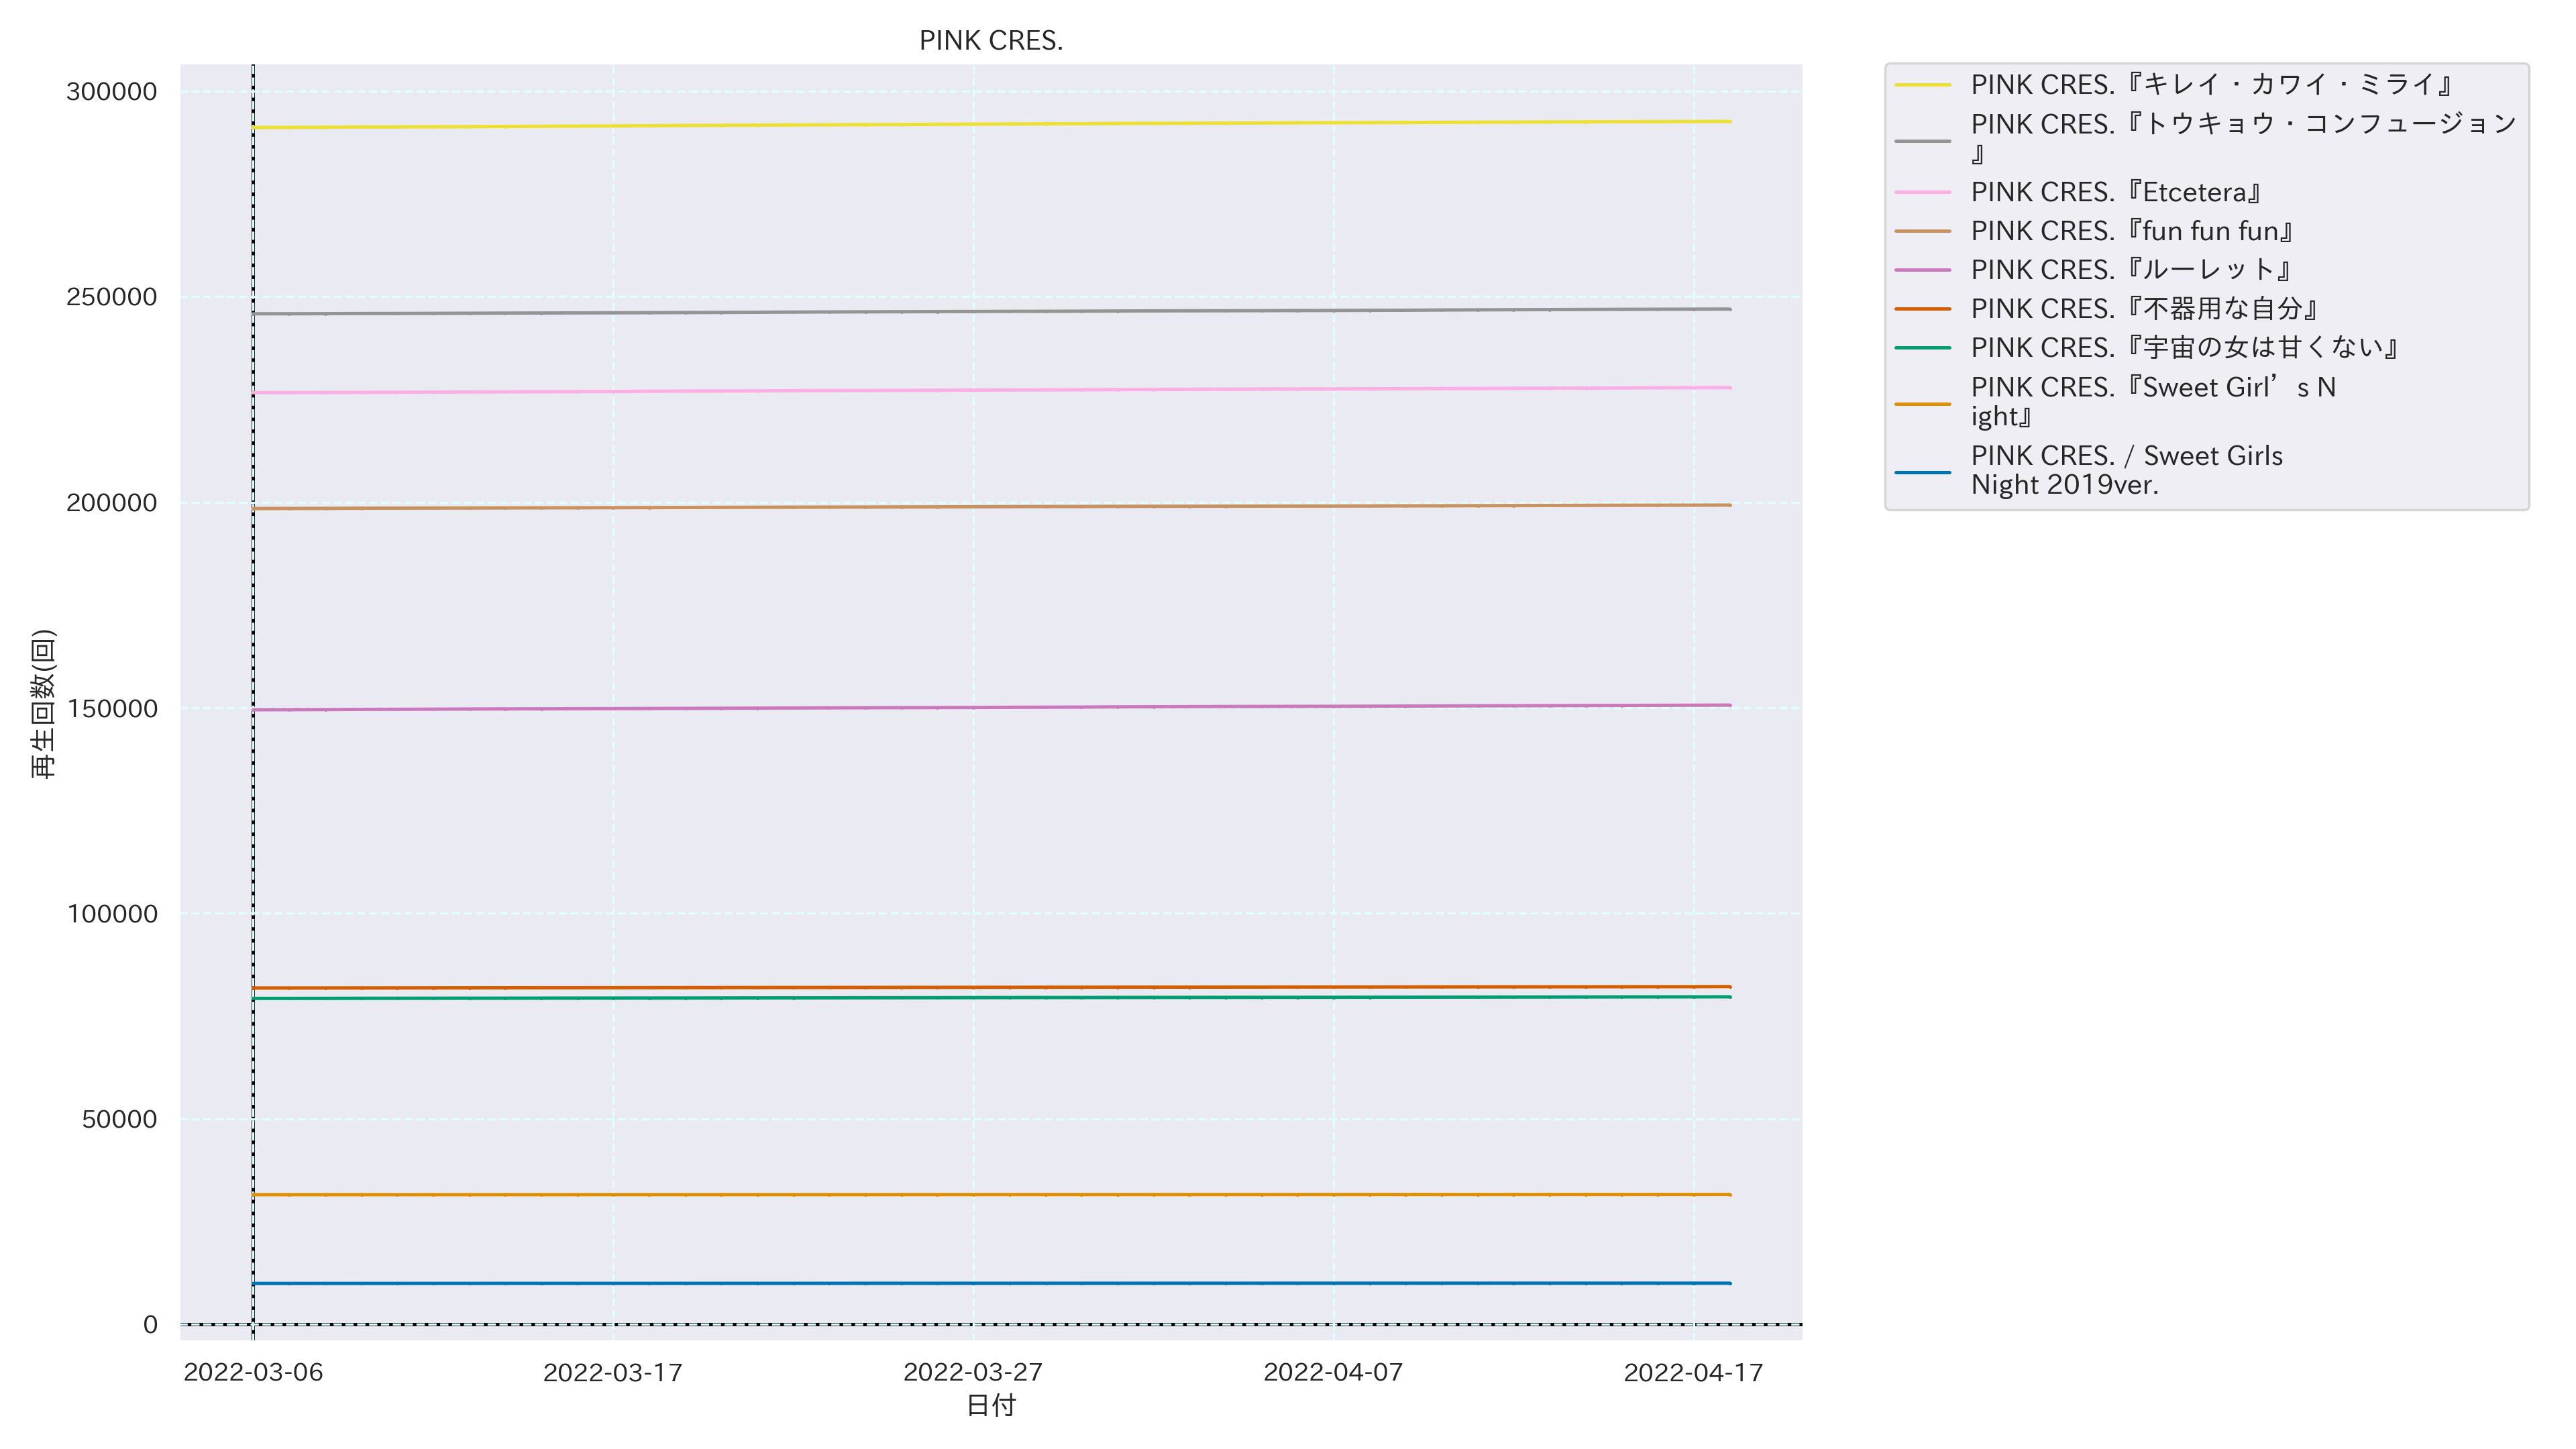 PINK CRES.
再生回数(回)
300000
250000
200000
150000
100000
50000
0
2022-03-06
2022-03-17
2022-03-27
2022-04-07
2022-04-17
日付
PINK CRES.『キレイ・カワイ・ミライ』
PINK CRES.『トウキョウ・コンフュージョン
』
PINK CRES.『Etcetera』
PINK CRES.『fun fun fun』
PINK CRES.『ルーレット』
PINK CRES.『不器用な自分』
PINK CRES.『宇宙の女は甘くない』
PINK CRES.『Sweet Girl’s N
ight』
PINK CRES. / Sweet Girls
Night 2019ver.